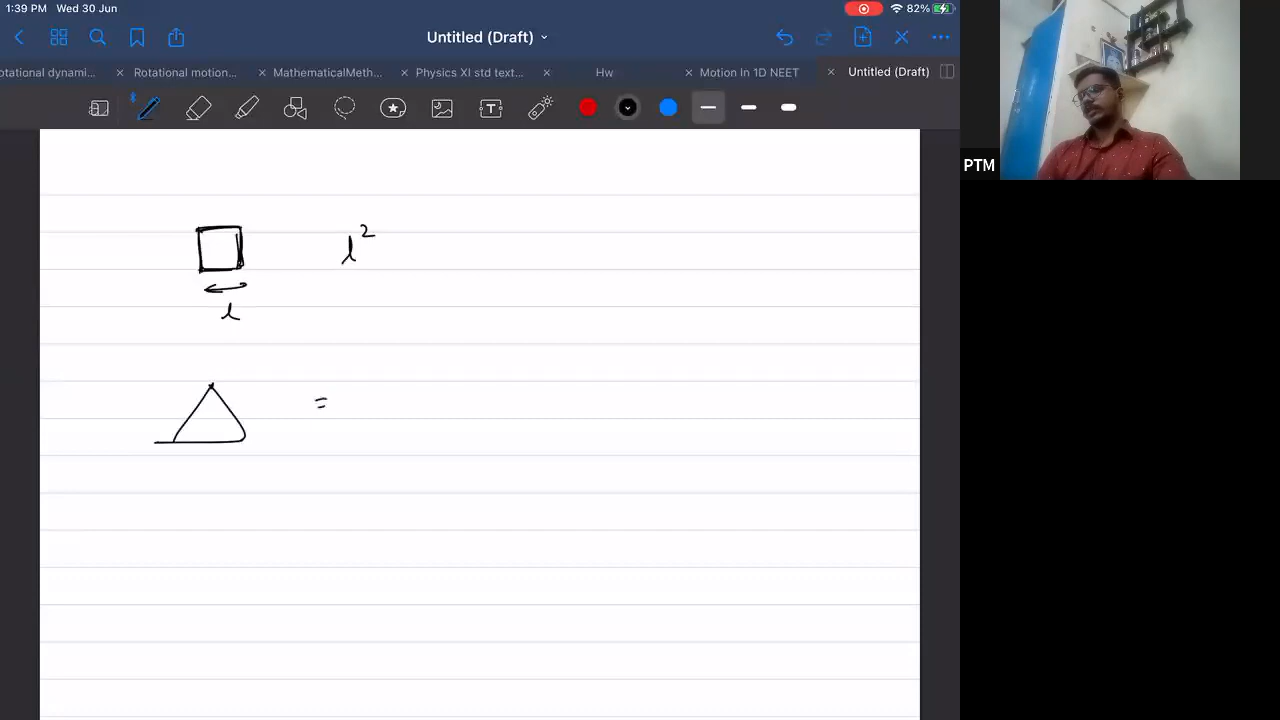 1:39 PM Wed 30 Jun
82%
Untitled (Draft)
otational dynami...
Rotational motion...
MathematicalMeth...
Physics XI std text...
Hw
Motion In 1D NEET
Untitled (Draft)
T
PTM
l²
l
=